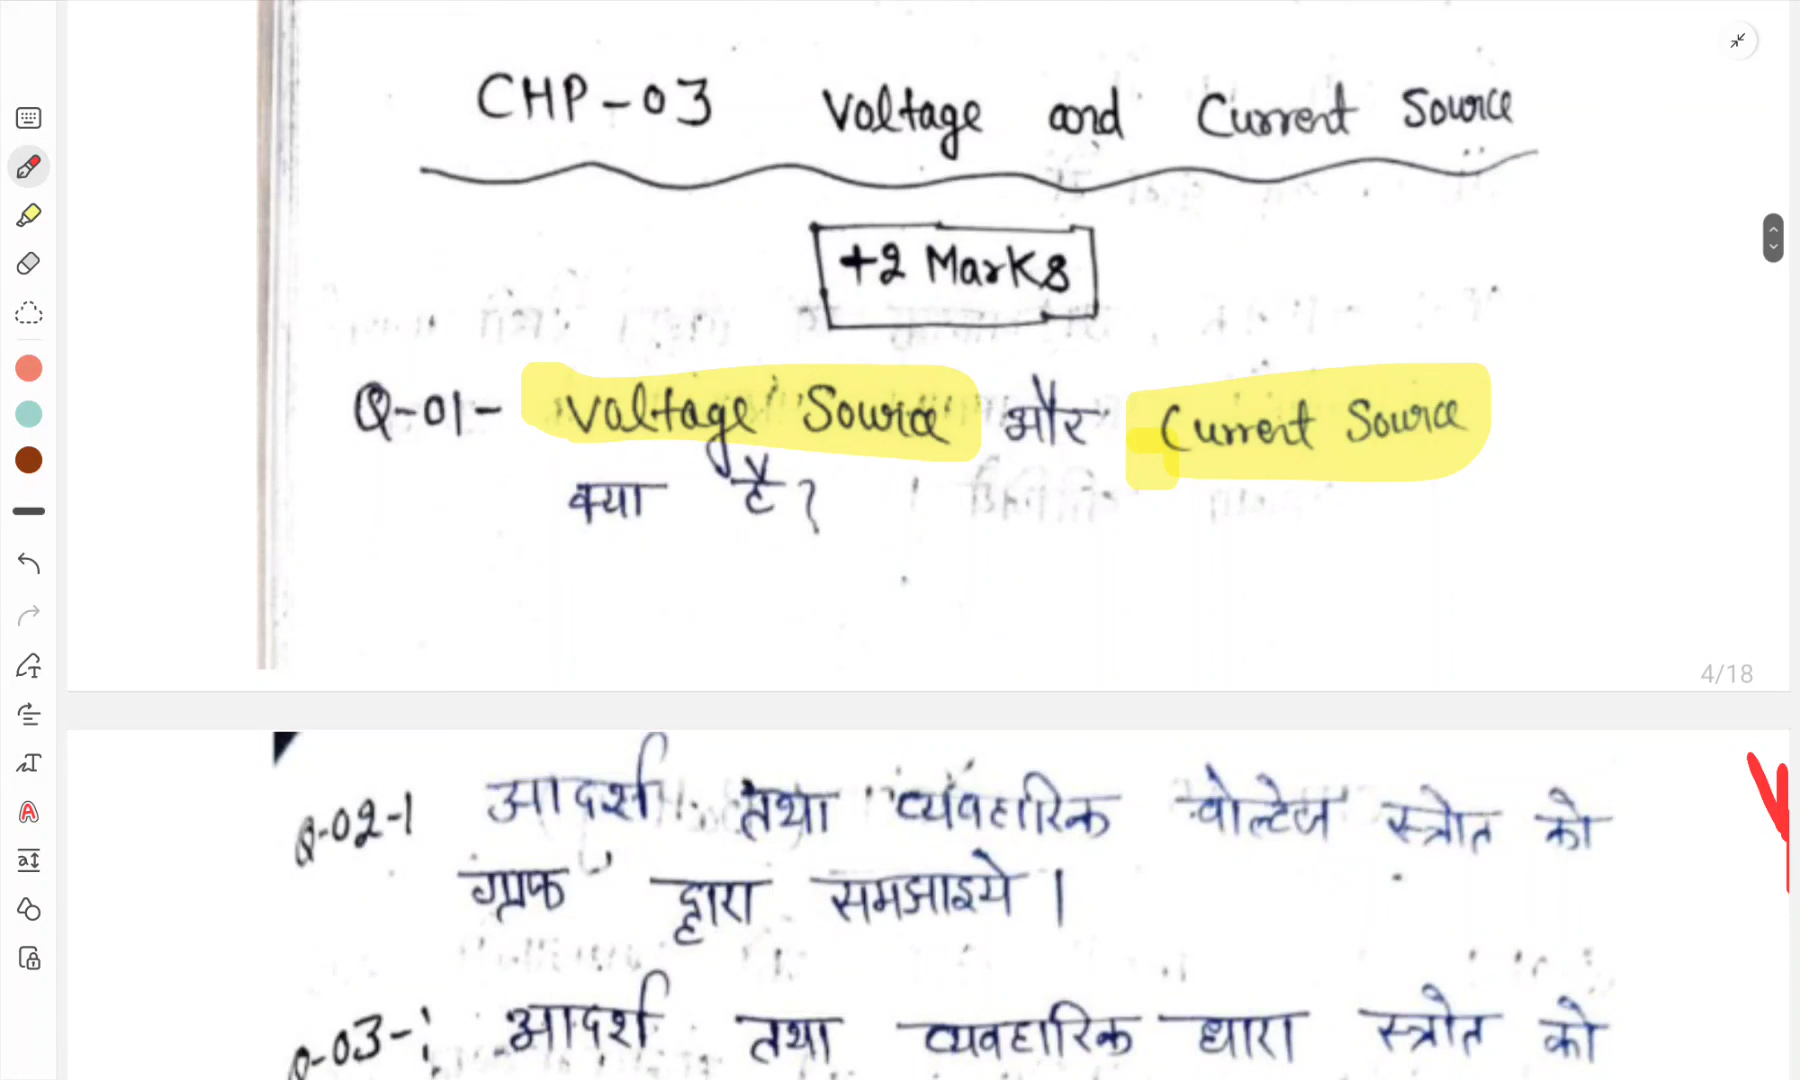 CHP-03 Voltage and Current Source
+2 Marks
Q-01- Voltage Source और Current Source
क्या है?
4/18
Q-02-1 आदर्श तथा व्यवहारिक वोल्टेज स्त्रोत को
ग्राफ द्वारा समझाइये ।
Q-03-: आदर्श तथा व्यवहारिक धारा स्त्रोत को